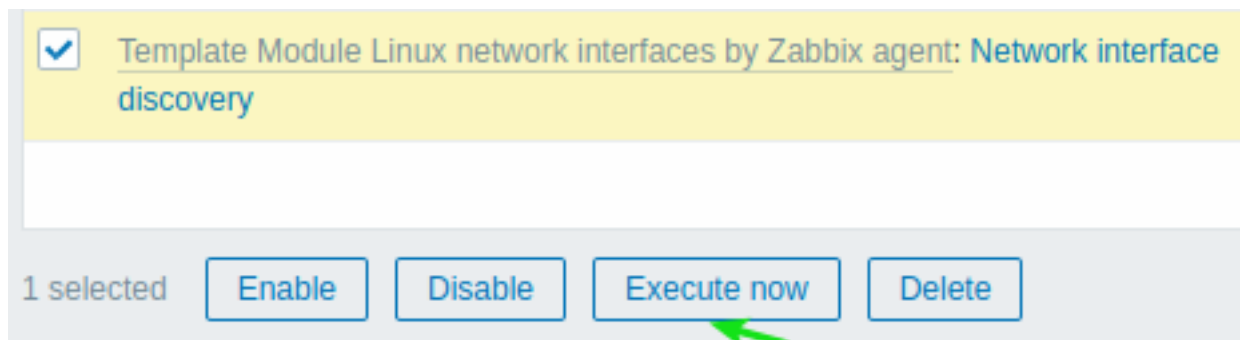 Template Module Linux network interfaces by Zabbix agent: Network interface
discovery
1 selected Enable Disable Execute now Delete